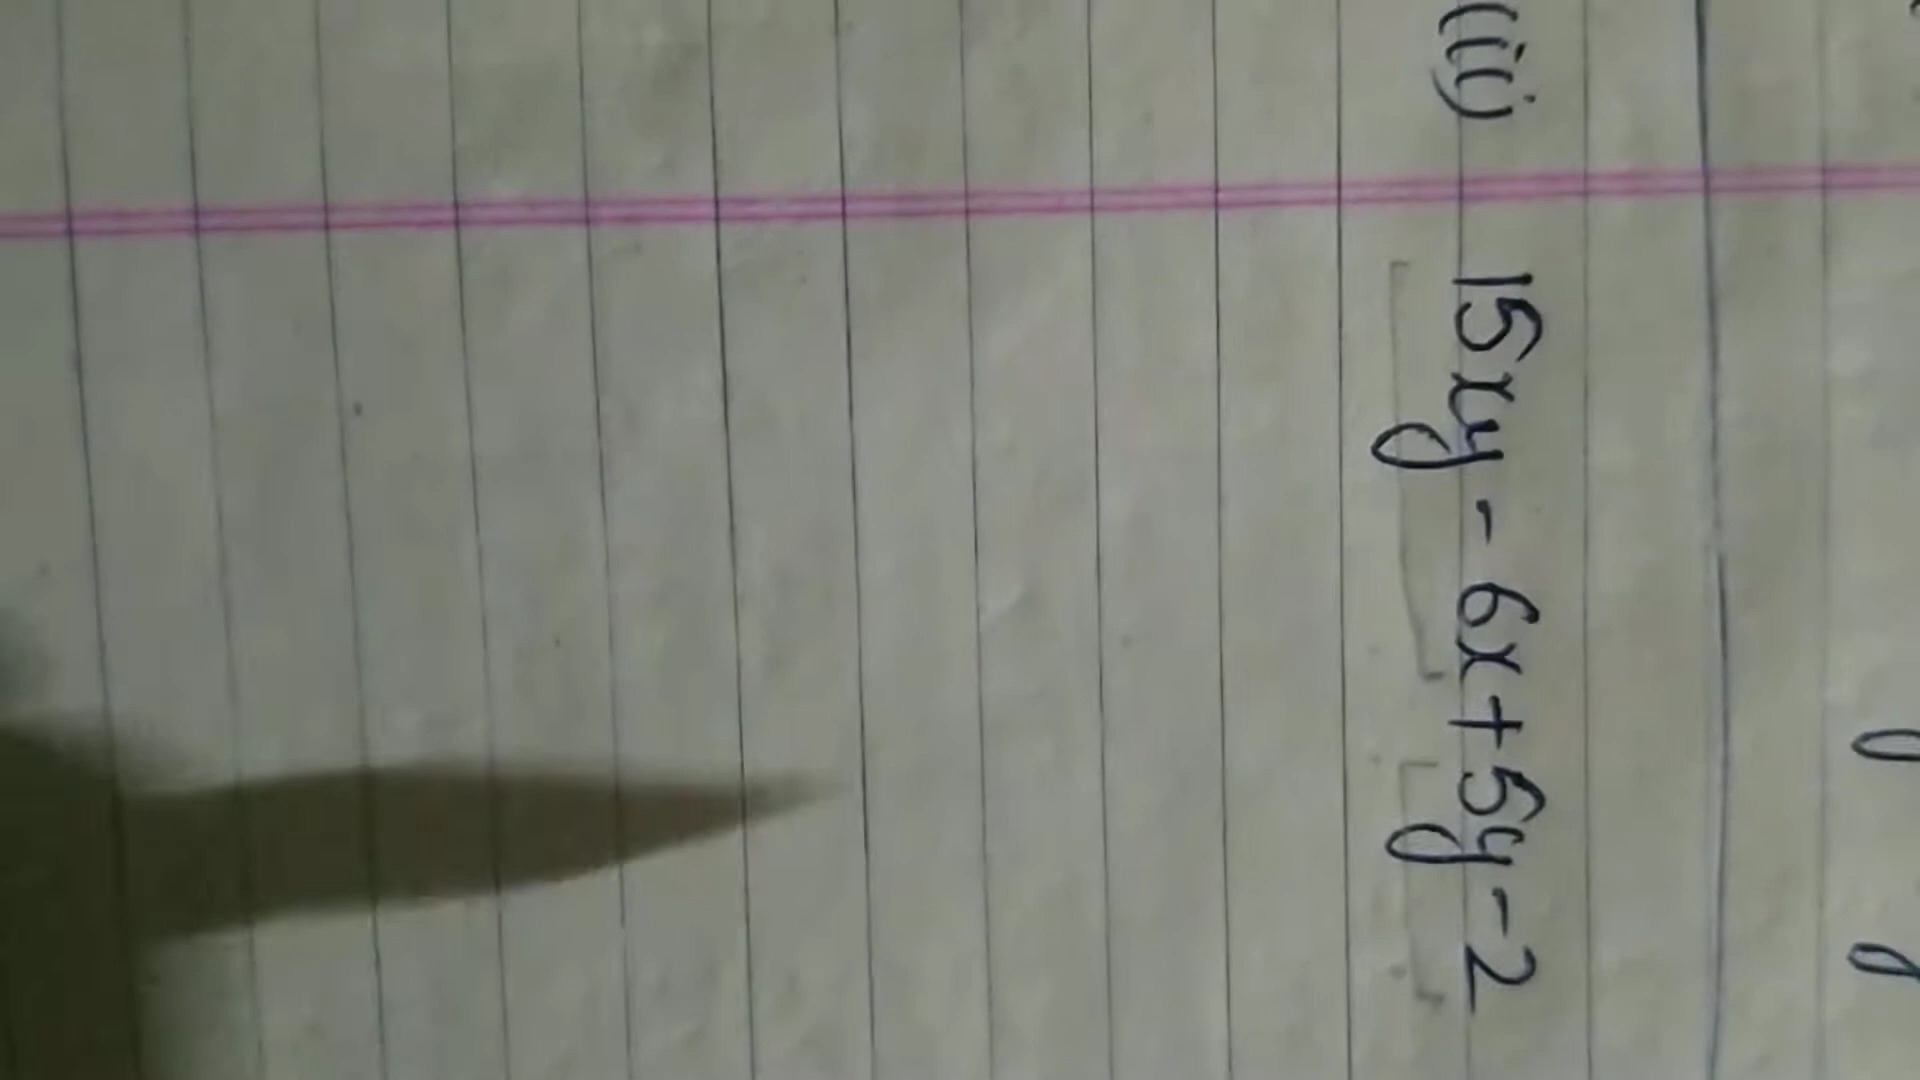 (ii) 15xy - 6x + 5y - 2